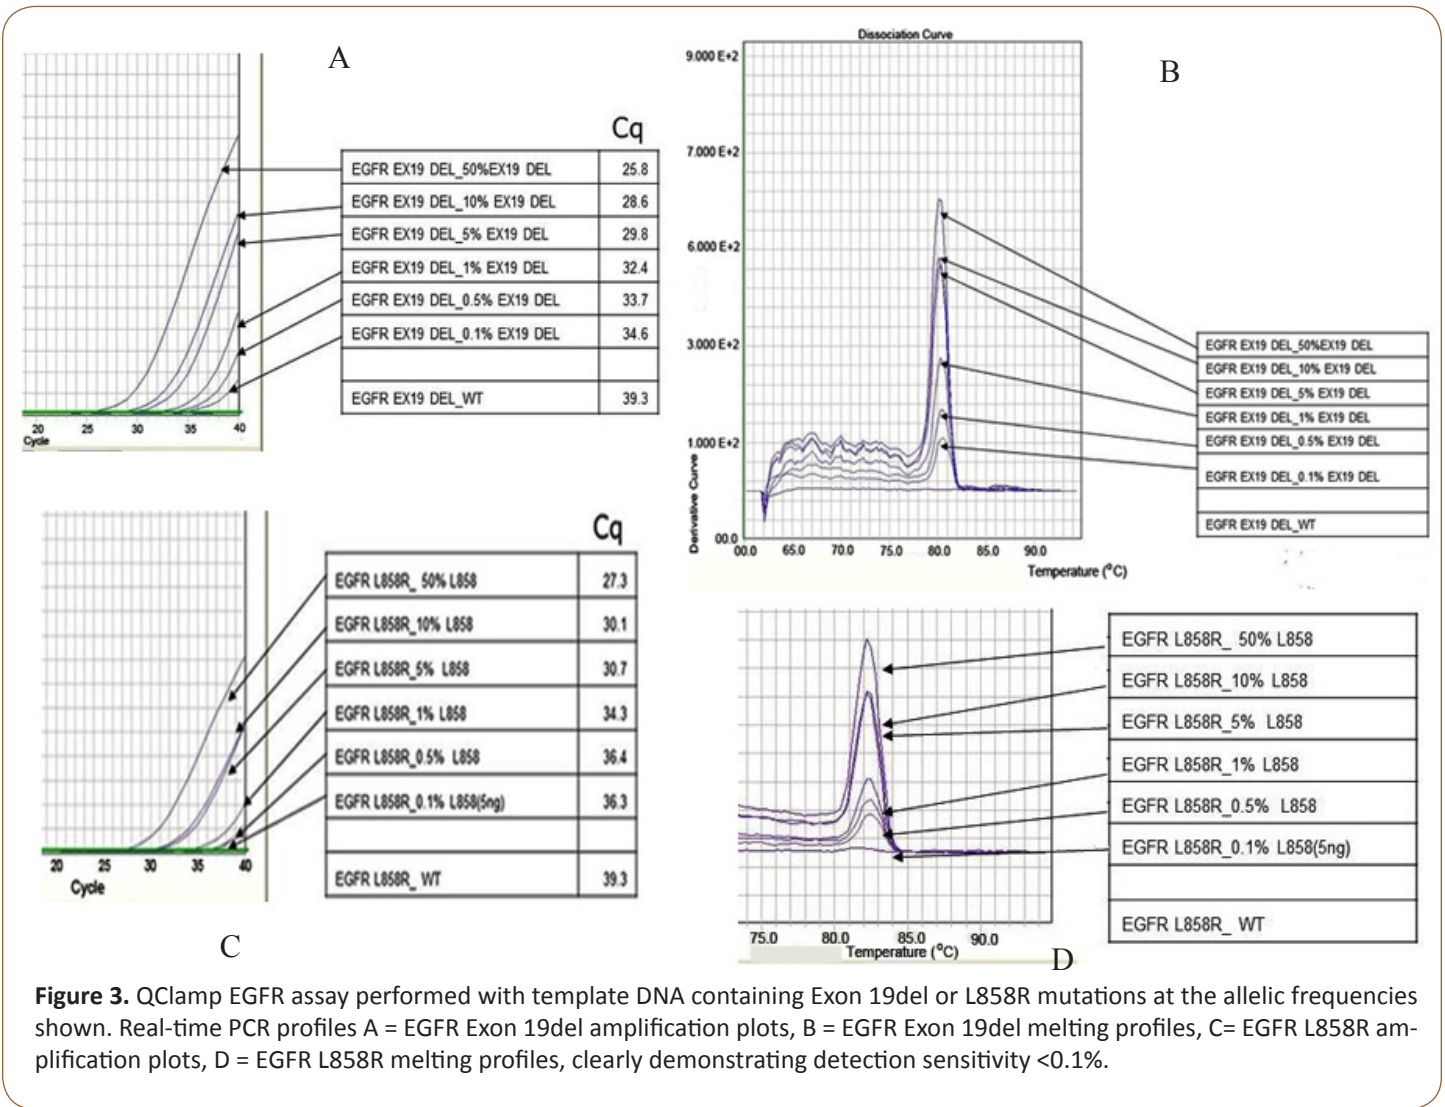 A
Cq
EGFR EX19 DEL_50%EX19 DEL 25.8
EGFR EX19 DEL_10% EX19 DEL 28.6
EGFR EX19 DEL_5% EX19 DEL 29.8
EGFR EX19 DEL_1% EX19 DEL 32.4
EGFR EX19 DEL_0.5% EX19 DEL 33.7
EGFR EX19 DEL_0.1% EX19 DEL 34.6
EGFR EX19 DEL_WT 39.3
20 25 30 35 40
Cycle
Dissociation Curve
B
9.000 E+2
7.000 E+2
6.000 E+2
3.000 E+2
1.000 E+2
00.0
Derivative Curve
00.0 65.0 70.0 75.0 80.0 85.0 90.0
Temperature (°C)
EGFR EX19 DEL_50%EX19 DEL
EGFR EX19 DEL_10% EX19 DEL
EGFR EX19 DEL_5% EX19 DEL
EGFR EX19 DEL_1% EX19 DEL
EGFR EX19 DEL_0.5% EX19 DEL
EGFR EX19 DEL_0.1% EX19 DEL
EGFR EX19 DEL_WT
Cq
EGFR L858R_ 50% L858 27.3
EGFR L858R_10% L858 30.1
EGFR L858R_5% L858 30.7
EGFR L858R_1% L858 34.3
EGFR L858R_0.5% L858 36.4
EGFR L858R_0.1% L858(5ng) 36.3
EGFR L858R_ WT 39.3
20 25 30 35 40
Cycle
C
EGFR L858R_ 50% L858
EGFR L858R_10% L858
EGFR L858R_5% L858
EGFR L858R_1% L858
EGFR L858R_0.5% L858
EGFR L858R_0.1% L858(5ng)
EGFR L858R_ WT
75.0 80.0 85.0 90.0
Temperature (°C)
D
Figure 3. QClamp EGFR assay performed with template DNA containing Exon 19del or L858R mutations at the allelic frequencies
shown. Real-time PCR profiles A = EGFR Exon 19del amplification plots, B = EGFR Exon 19del melting profiles, C= EGFR L858R am-
plification plots, D = EGFR L858R melting profiles, clearly demonstrating detection sensitivity <0.1%.